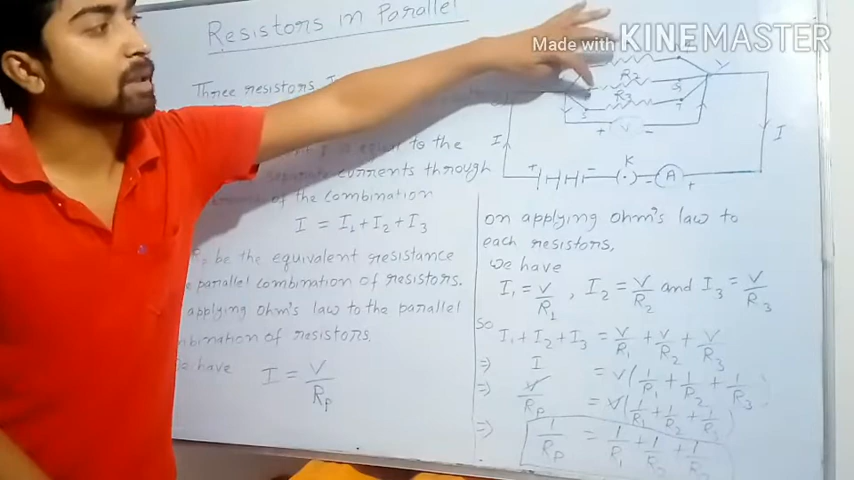 Resistors in Parallel
Made with KINEMASTER
Three resistors
R2
R3
Y
S
T
+ V -
I
I
+
-
K
- A +
is equal to the
separate currents through
of the combination
I = I1 + I2 + I3
be the equivalent resistance
parallel combination of resistors.
applying ohm's law to the parallel
of resistors.
have
I = V/Rp
on applying ohm's law to
each resistors,
we have
I1 = V/R1 , I2 = V/R2 and I3 = V/R3
so
I1 + I2 + I3 = V/R1 + V/R2 + V/R3
⇒ I = V(1/R1 + 1/R2 + 1/R3)
⇒ V/Rp = V(1/R1 + 1/R2 + 1/R3)
⇒ 1/Rp = 1/R1 + 1/R2 + 1/R3